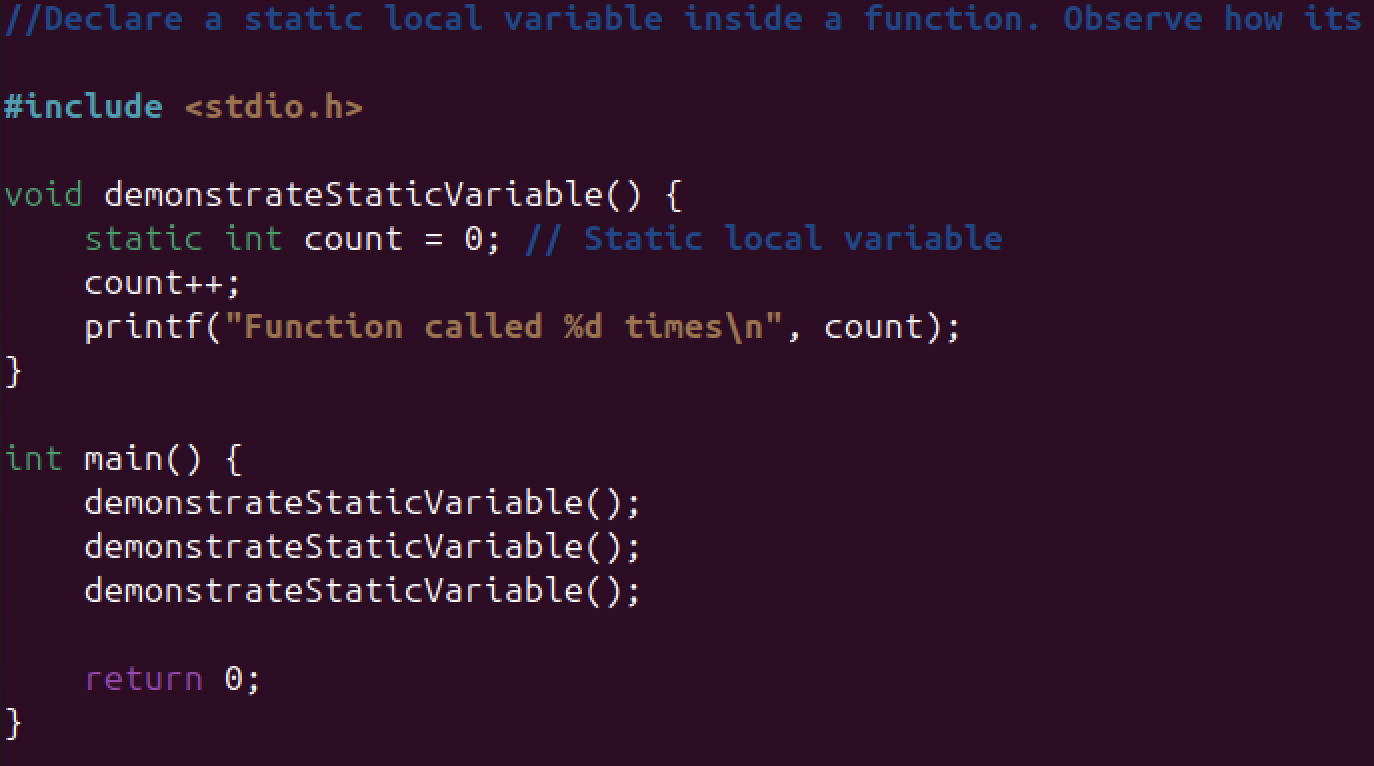 //Declare a static local variable inside a function. Observe how its
#include <stdio.h>
void demonstrateStaticVariable() {
    static int count = 0; // Static local variable
    count++;
    printf("Function called %d times\n", count);
}
int main() {
    demonstrateStaticVariable();
    demonstrateStaticVariable();
    demonstrateStaticVariable();
    return 0;
}